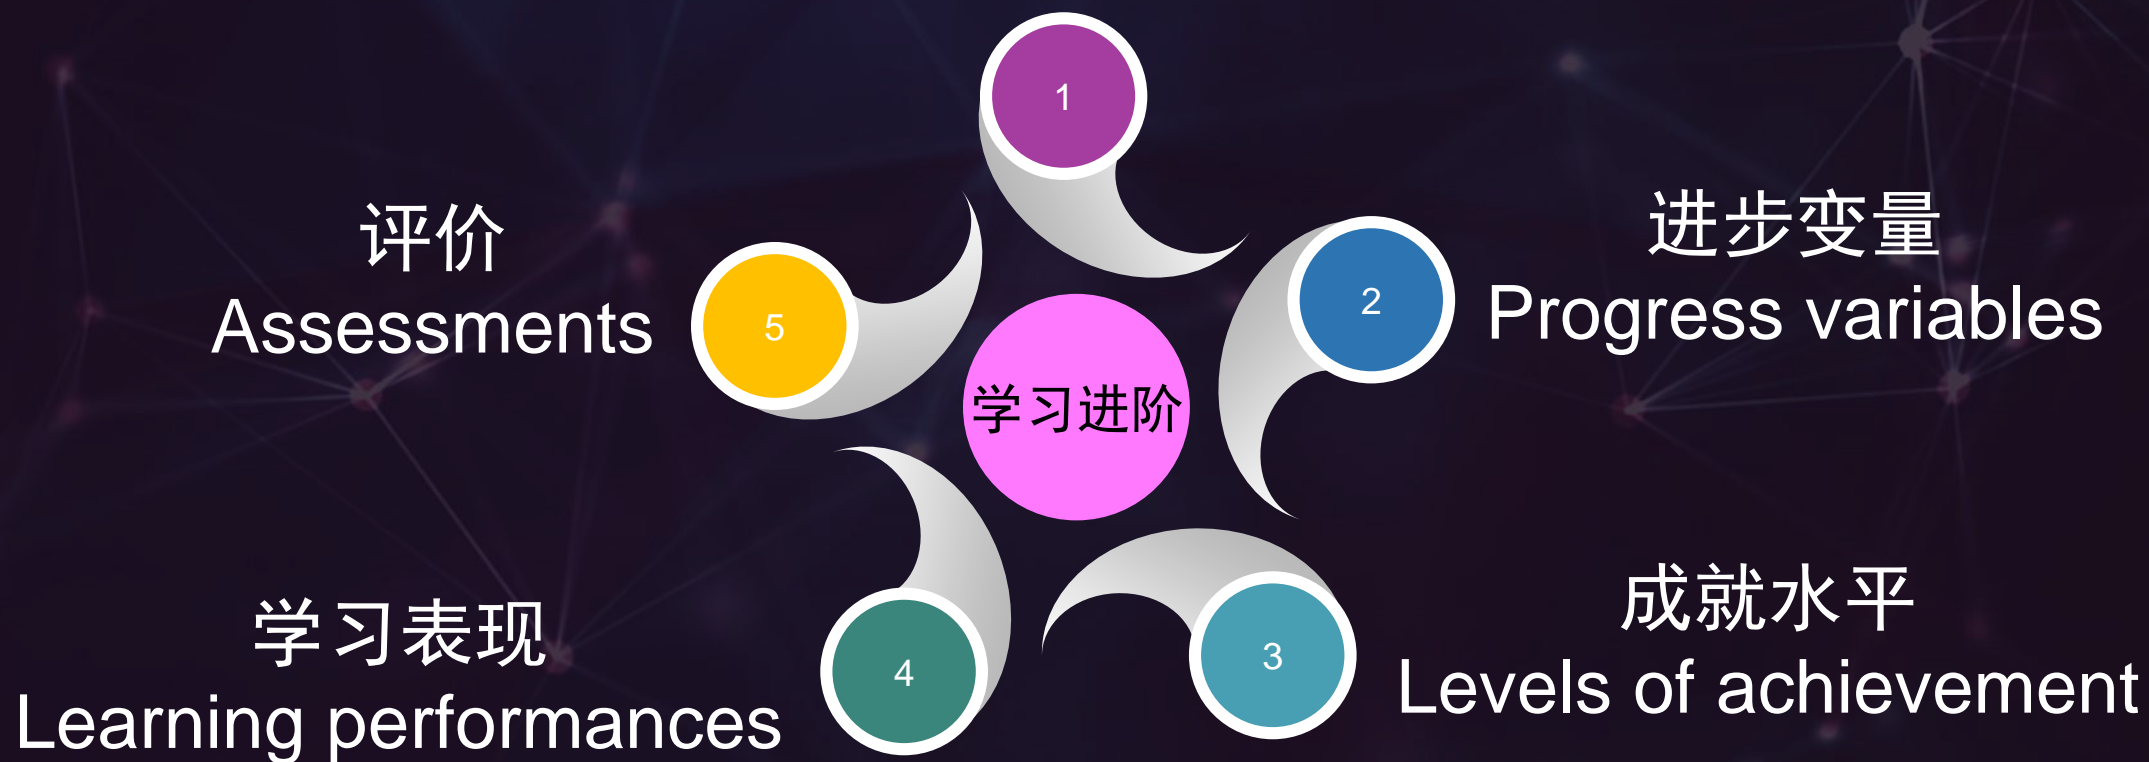 1
评价
Assessments
5
2
进步变量
Progress variables
学习进阶
学习表现
Learning performances
4
3
成就水平
Levels of achievement